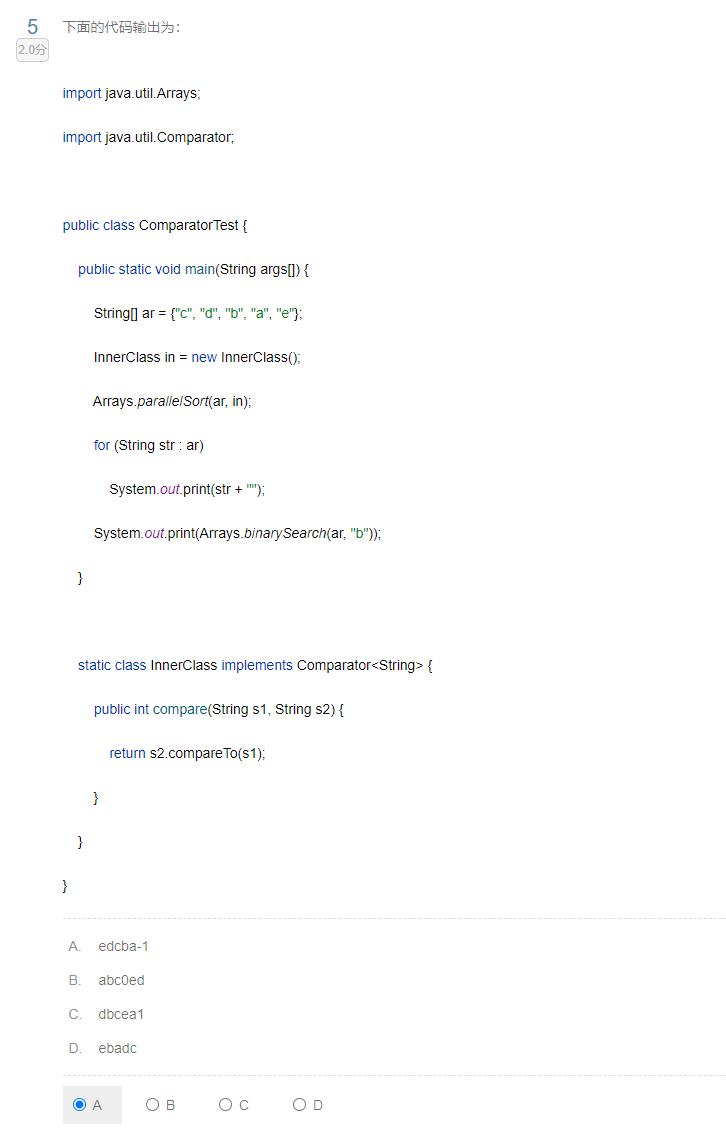 5
2.0分
下面的代码输出为：
import java.util.Arrays;
import java.util.Comparator;
public class ComparatorTest {
public static void main(String args[]) {
String[] ar = {"c", "d", "b", "a", "e"};
InnerClass in = new InnerClass();
Arrays.parallelSort(ar, in);
for (String str : ar)
System.out.print(str + "");
System.out.print(Arrays.binarySearch(ar, "b"));
}
static class InnerClass implements Comparator<String> {
public int compare(String s1, String s2) {
return s2.compareTo(s1);
}
}
}
A. edcba-1
B. abc0ed
C. dbcea1
D. ebadc
A B C D